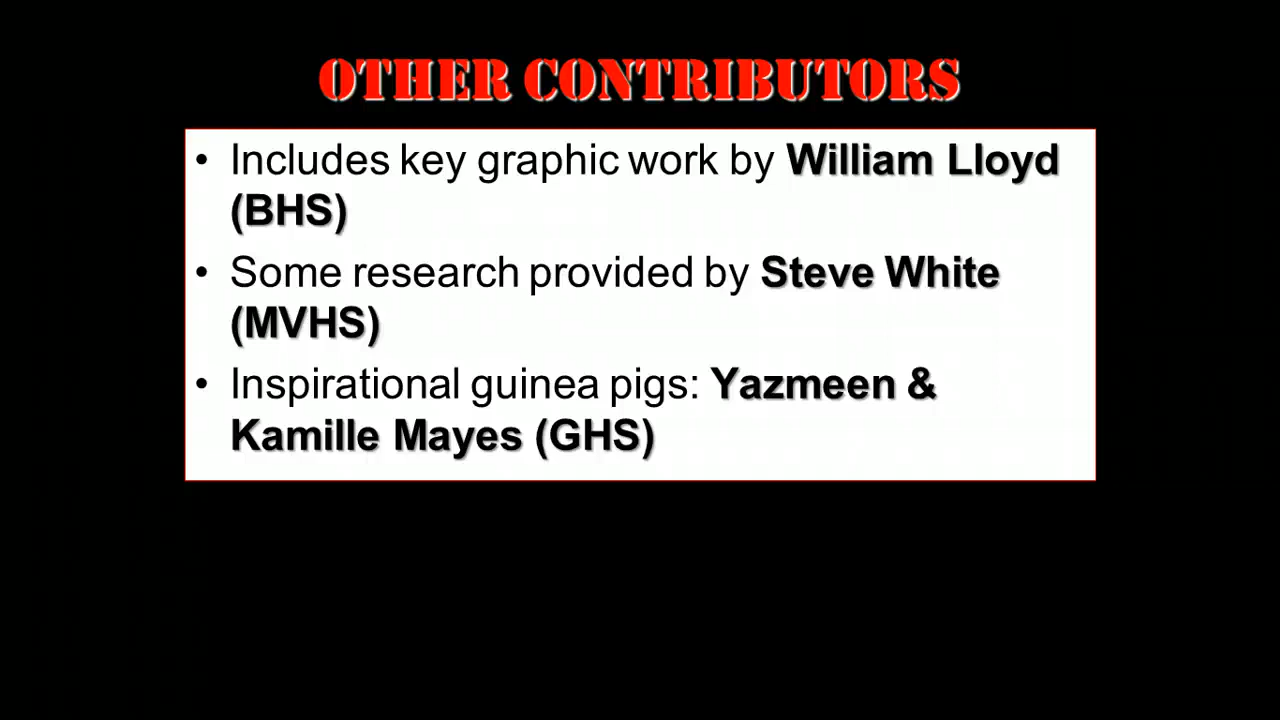 OTHER CONTRIBUTORS
• Includes key graphic work by William Lloyd
(BHS)
• Some research provided by Steve White
(MVHS)
• Inspirational guinea pigs: Yazmeen &
Kamille Mayes (GHS)